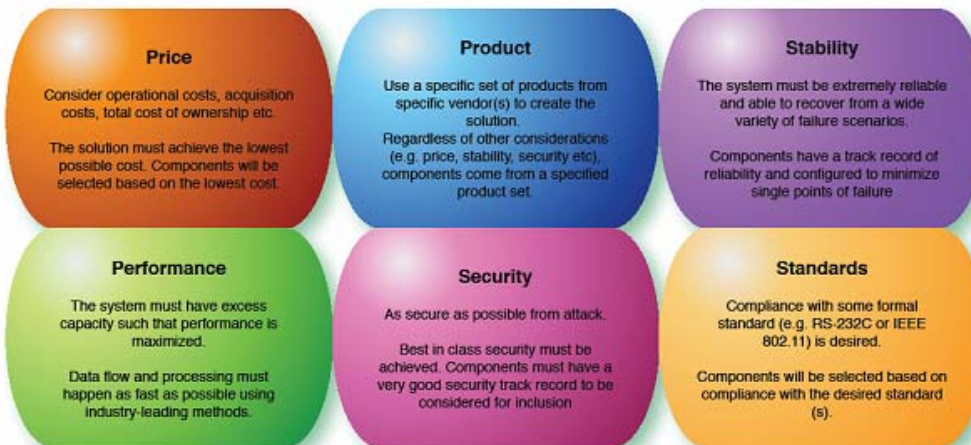 Price
Consider operational costs, acquisition
costs, total cost of ownership etc.
The solution must achieve the lowest
possible cost. Components will be
selected based on the lowest cost.
Product
Use a specific set of products from
specific vendor(s) to create the
solution.
Regardless of other considerations
(e.g. price, stability, security etc),
components come from a specified
product set.
Stability
The system must be extremely reliable
and able to recover from a wide
variety of failure scenarios.
Components have a track record of
reliability and configured to minimize
single points of failure
Performance
The system must have excess
capacity such that performance is
maximized.
Data flow and processing must
happen as fast as possible using
industry-leading methods.
Security
As secure as possible from attack.
Best in class security must be
achieved. Components must have a
very good security track record to be
considered for inclusion
Standards
Compliance with some formal
standard (e.g. RS-232C or IEEE
802.11) is desired.
Components will be selected based on
compliance with the desired standard
(s).